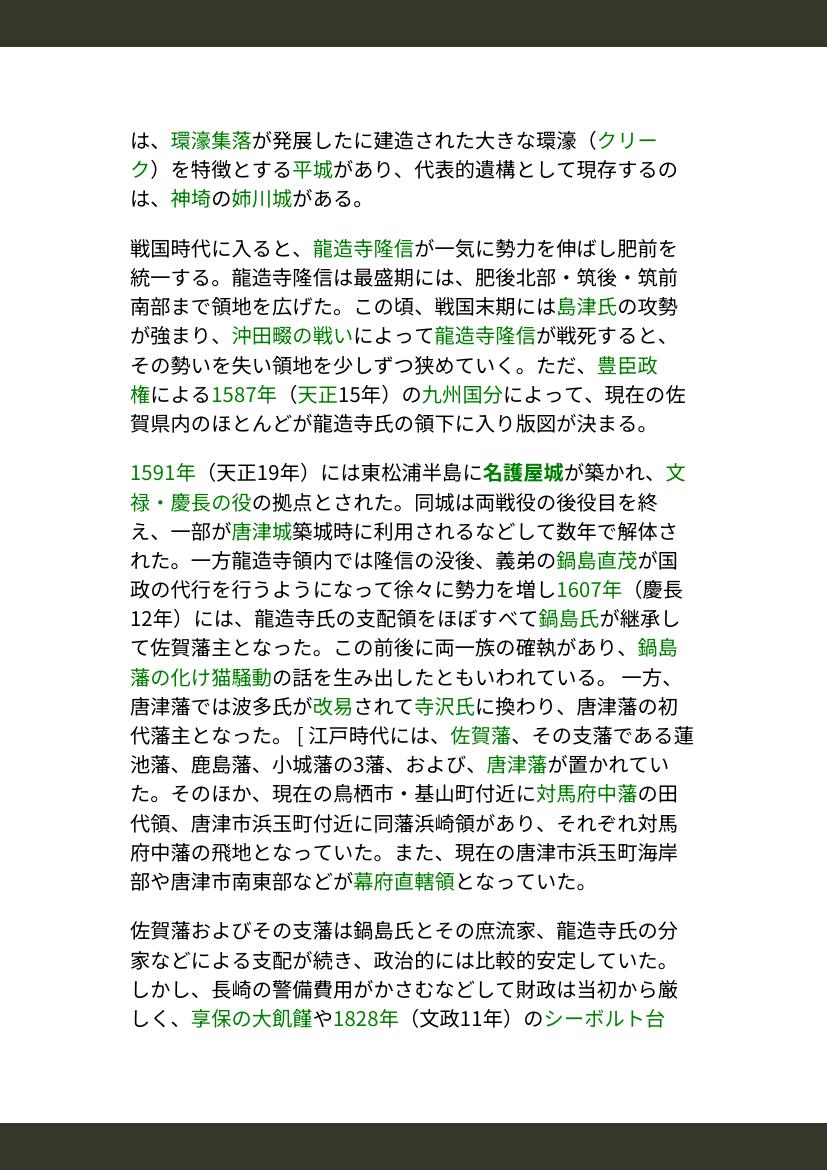 は、環濠集落が発展したに建造された大きな環濠（クリー
ク）を特徴とする平城があり、代表的遺構として現存するの
は、神埼の姉川城がある。
戦国時代に入ると、龍造寺隆信が一気に勢力を伸ばし肥前を
統一する。龍造寺隆信は最盛期には、肥後北部・筑後・筑前
南部まで領地を広げた。この頃、戦国末期には島津氏の攻勢
が強まり、沖田畷の戦いによって龍造寺隆信が戦死すると、
その勢いを失い領地を少しずつ狭めていく。ただ、豊臣政
権による1587年（天正15年）の九州国分によって、現在の佐
賀県内のほとんどが龍造寺氏の領下に入り版図が決まる。
1591年（天正19年）には東松浦半島に名護屋城が築かれ、文
禄・慶長の役の拠点とされた。同城は両戦役の後役目を終
え、一部が唐津城築城時に利用されるなどして数年で解体さ
れた。一方龍造寺領内では隆信の没後、義弟の鍋島直茂が国
政の代行を行うようになって徐々に勢力を増し1607年（慶長
12年）には、龍造寺氏の支配領をほぼすべて鍋島氏が継承し
て佐賀藩主となった。この前後に両一族の確執があり、鍋島
藩の化け猫騒動の話を生み出したともいわれている。 一方、
唐津藩では波多氏が改易されて寺沢氏に換わり、唐津藩の初
代藩主となった。 [ 江戸時代には、佐賀藩、その支藩である蓮
池藩、鹿島藩、小城藩の3藩、および、唐津藩が置かれてい
た。そのほか、現在の鳥栖市・基山町付近に対馬府中藩の田
代領、唐津市浜玉町付近に同藩浜崎領があり、それぞれ対馬
府中藩の飛地となっていた。また、現在の唐津市浜玉町海岸
部や唐津市南東部などが幕府直轄領となっていた。
佐賀藩およびその支藩は鍋島氏とその庶流家、龍造寺氏の分
家などによる支配が続き、政治的には比較的安定していた。
しかし、長崎の警備費用がかさむなどして財政は当初から厳
しく、享保の大飢饉や1828年（文政11年）のシーボルト台